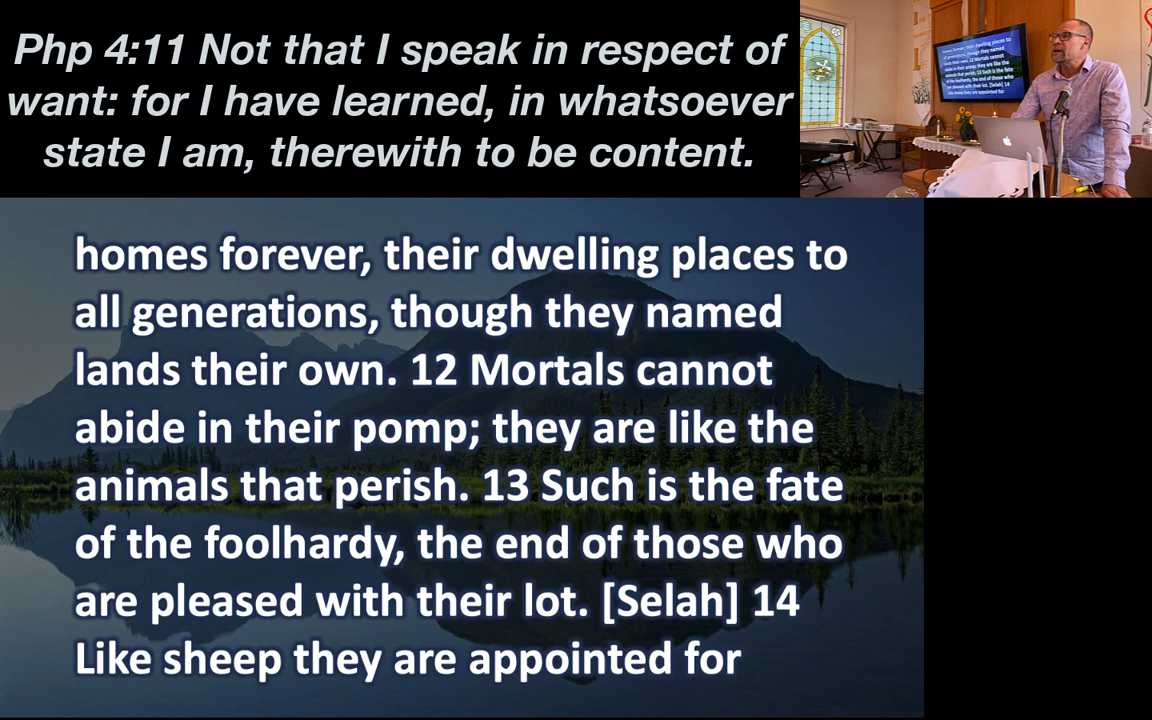 Php 4:11 Not that I speak in respect of
want: for I have learned, in whatsoever
state I am, therewith to be content.
homes forever, their dwelling places to
all generations, though they named
lands their own. 12 Mortals cannot
abide in their pomp; they are like the
animals that perish. 13 Such is the fate
of the foolhardy, the end of those who
are pleased with their lot. [Selah] 14
Like sheep they are appointed for